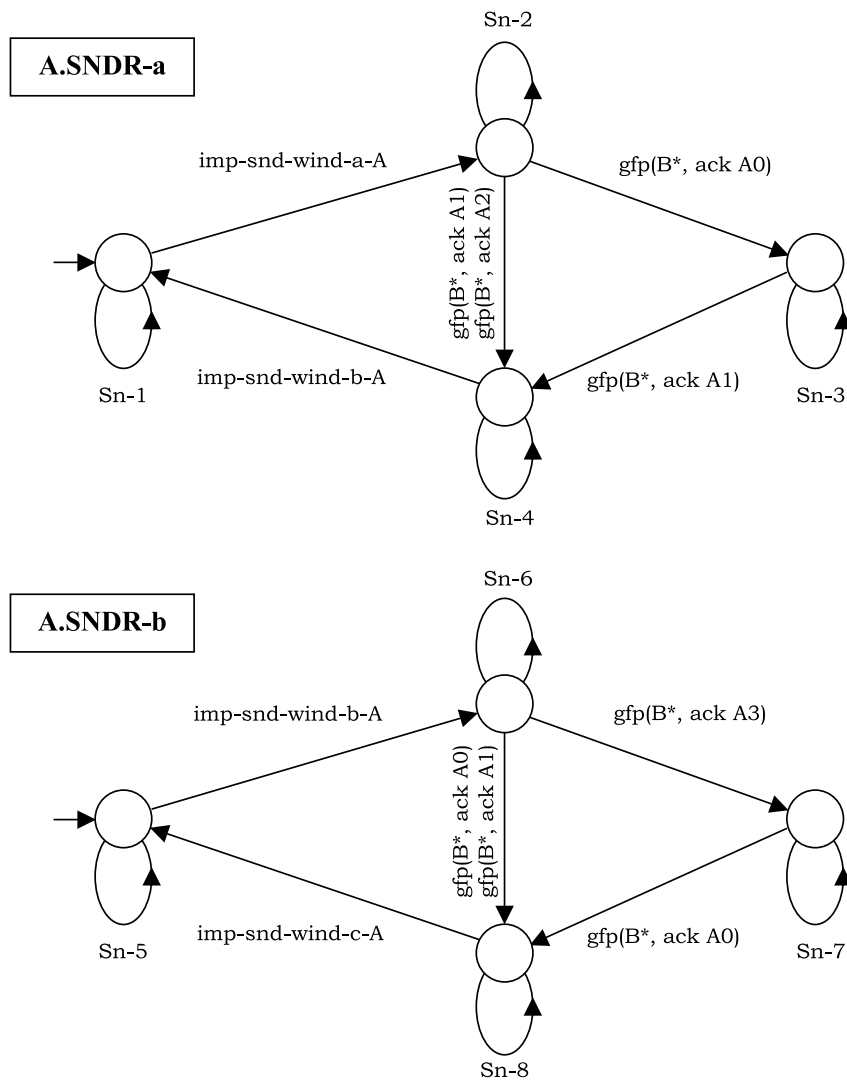 Sn-2
A.SNDR-a
imp-snd-wind-a-A
gfp(B*, ack A0)
gfp(B*, ack A1)
gfp(B*, ack A2)
imp-snd-wind-b-A
gfp(B*, ack A1)
Sn-1
Sn-3
Sn-4
Sn-6
A.SNDR-b
imp-snd-wind-b-A
gfp(B*, ack A3)
gfp(B*, ack A0)
gfp(B*, ack A1)
imp-snd-wind-c-A
gfp(B*, ack A0)
Sn-5
Sn-7
Sn-8